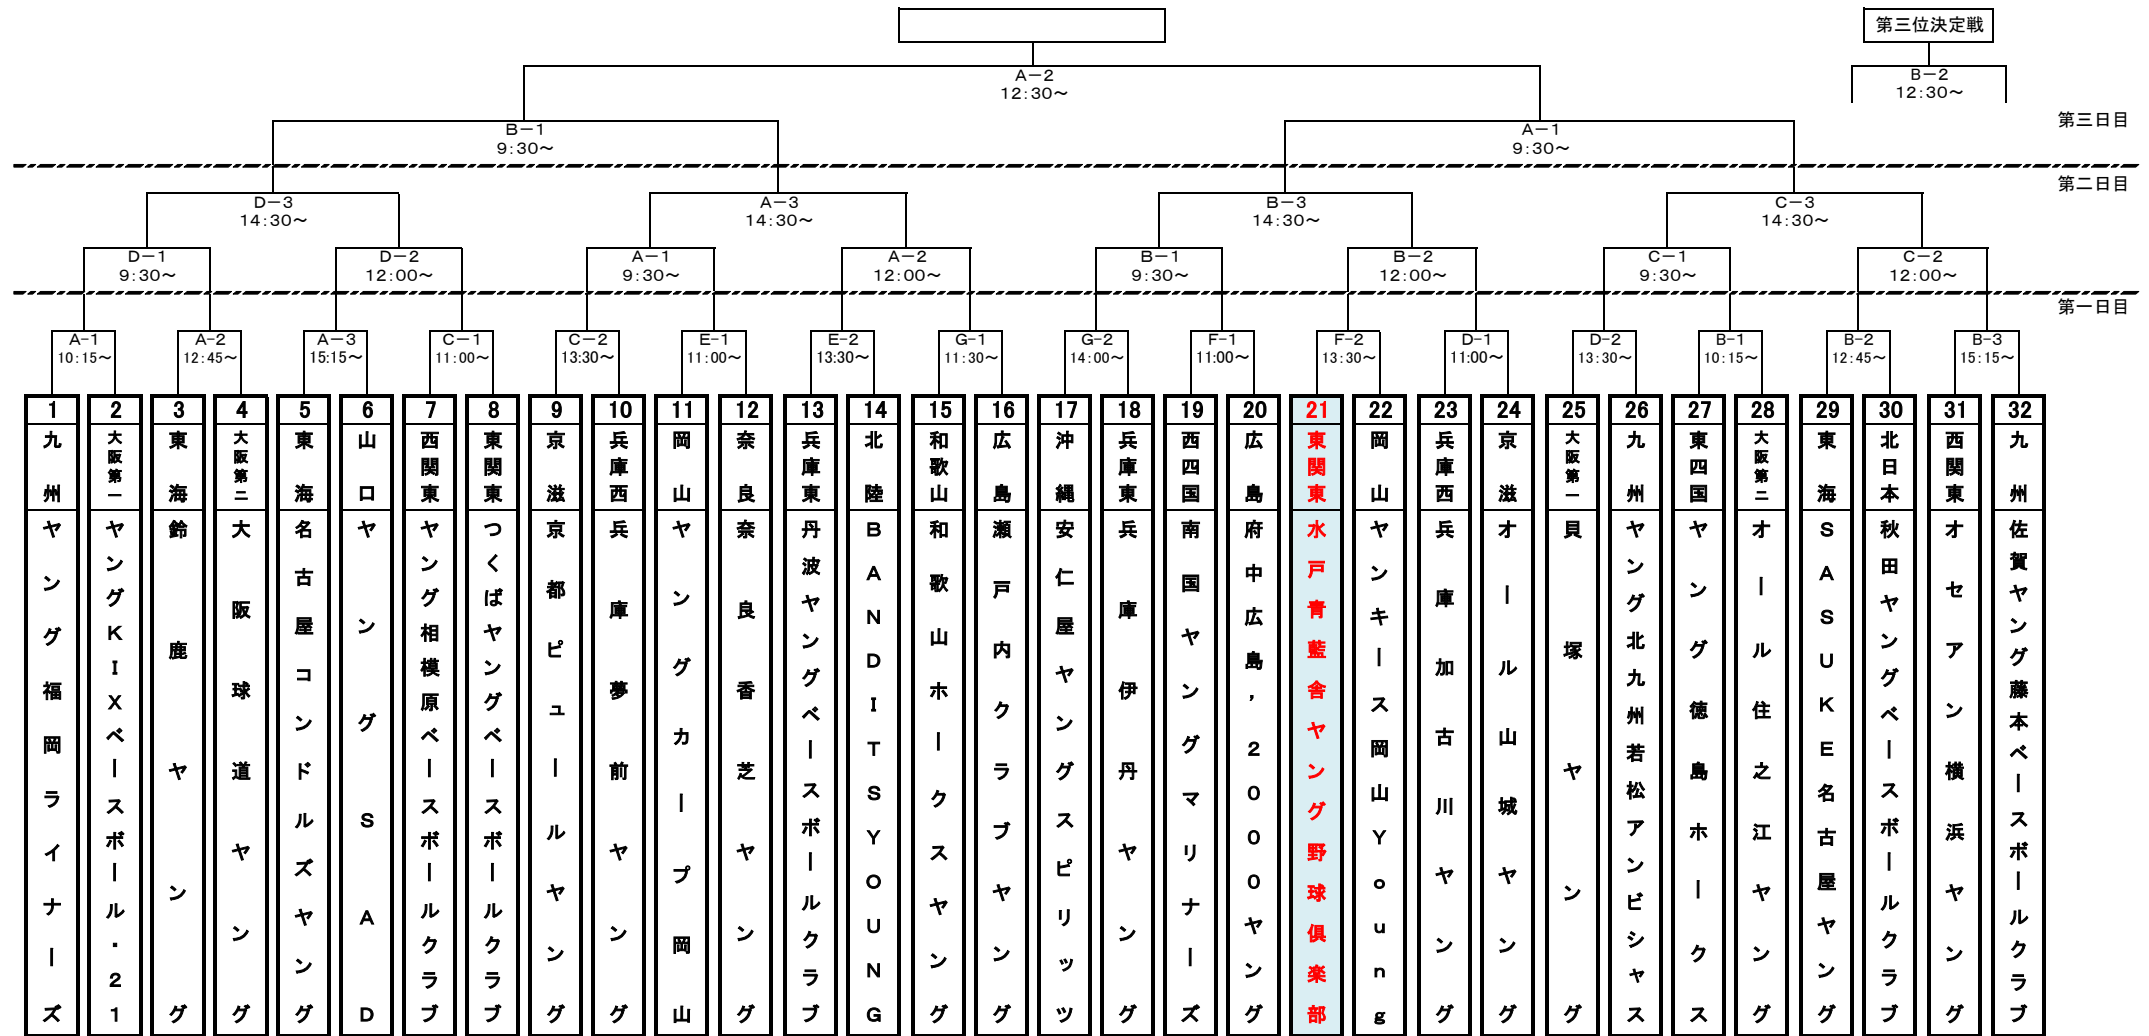 第三位決定戦
A－2
12:30～
B－2
12:30～
第三日目
B－1
9:30～
A－1
9:30～
第二日目
D－3
14:30～
A－3
14:30～
B－3
14:30～
C－3
14:30～
D－1
9:30～
D－2
12:00～
A－1
9:30～
A－2
12:00～
B－1
9:30～
B－2
12:00～
C－1
9:30～
C－2
12:00～
第一日目
A-1
10:15～
A-2
12:45～
A－3
15:15～
C－1
11:00～
C－2
13:30～
E-1
11:00～
E-2
13:30～
G-1
11:30～
G-2
14:00～
F-1
11:00～
F-2
13:30～
D-1
11:00～
D-2
13:30～
B-1
10:15～
B-2
12:45～
B-3
15:15～
1
九州
ヤング福岡ライナーズ
2
大阪第一
ヤングKIXベースボール・21
3
東海
鈴鹿ヤング
4
大阪第二
大阪球道ヤング
5
東海
名古屋コンドルズヤング
6
山口
ヤングSAD
7
西関東
ヤング相模原ベースボールクラブ
8
東関東
つくばヤングベースボールクラブ
9
京滋
京都ピュールヤング
10
兵庫西
兵庫夢前ヤング
11
岡山
ヤングカープ岡山
12
奈良
奈良香芝ヤング
13
兵庫東
丹波ヤングベースボールクラブ
14
北陸
BANDITSYOUNG
15
和歌山
和歌山ホークスヤング
16
広島
瀬戸内クラブヤング
17
沖縄
安仁屋ヤングスピリッツ
18
兵庫東
兵庫伊丹ヤング
19
西四国
南国ヤングマリナーズ
20
広島
府中広島，2000ヤング
21
東関東
水戸青藍舎ヤング野球倶楽部
22
岡山
ヤンキース岡山Young
23
兵庫西
兵庫加古川ヤング
24
京滋
オール山城ヤング
25
大阪第一
貝塚ヤング
26
九州
ヤング北九州若松アンビシャス
27
東四国
ヤング徳島ホークス
28
大阪第二
オール住之江ヤング
29
東海
SASUKE名古屋ヤング
30
北日本
秋田ヤングベースボールクラブ
31
西関東
オセアン横浜ヤング
32
九州
佐賀ヤング藤本ベースボールクラブ